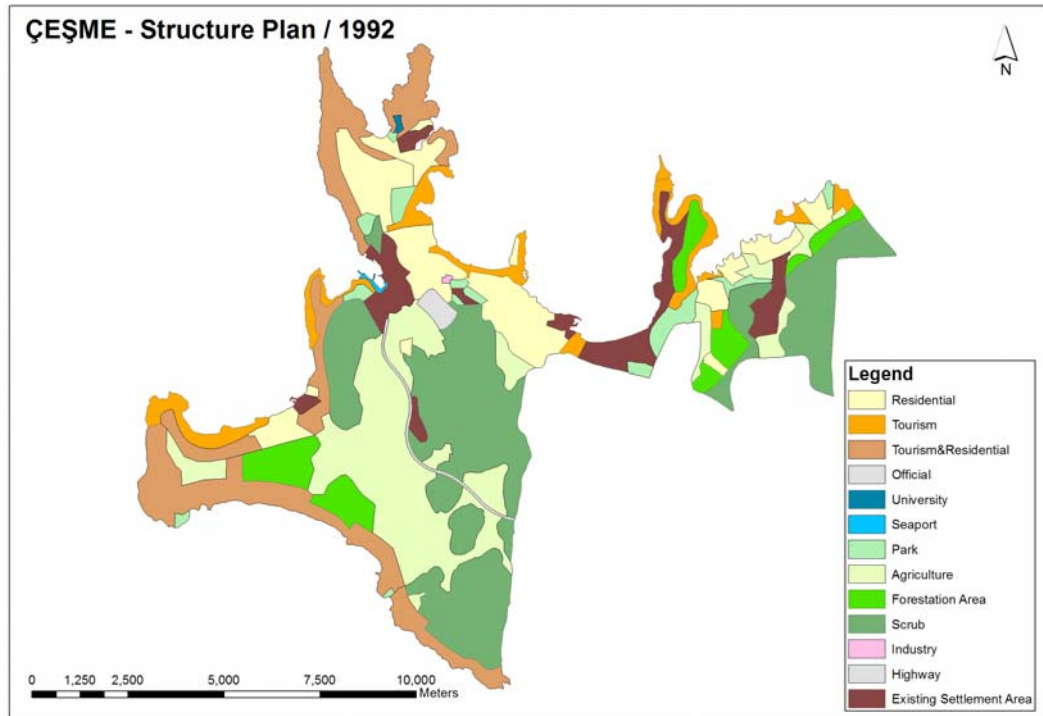 ÇEŞME - Structure Plan / 1992
N
Legend
Residential
Tourism
Tourism&Residential
Official
University
Seaport
Park
Agriculture
Forestation Area
Scrub
Industry
Highway
Existing Settlement Area
0 1,250 2,500 5,000 7,500 10,000
Meters